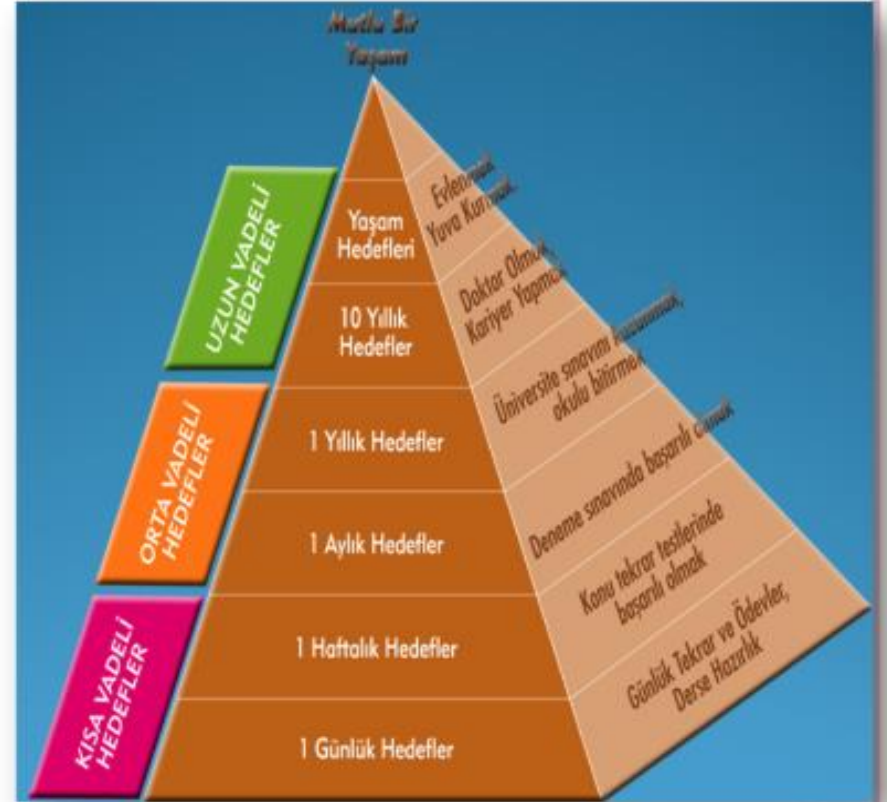 Mutlu Bir
Yaşam
UZUN VADELİ
HEDEFLER
ORTA VADELİ
HEDEFLER
KISA VADELİ
HEDEFLER
Yaşam
Hedefleri
10 Yıllık
Hedefler
1 Yıllık Hedefler
1 Aylık Hedefler
1 Haftalık Hedefler
1 Günlük Hedefler
Evlenmek
Yuva Kurmak
Doktor Olmak,
Kariyer Yapmak
Üniversite sınavını kazanmak,
okulu bitirmek
Deneme sınavında başarılı olmak
Konu tekrar testlerinde
başarılı olmak
Günlük Tekrar ve Ödevler,
Derse Hazırlık